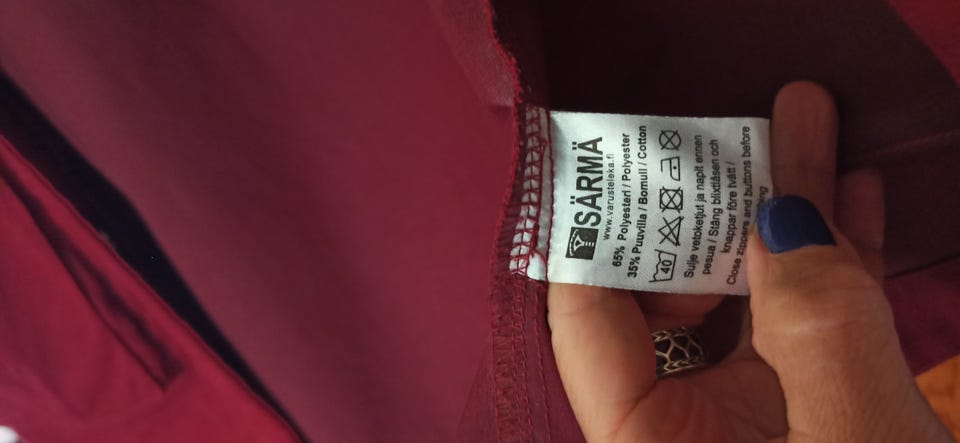 SÄRMÄ
www.varusteleka.fi
65% Polyesteri / Polyester
35% Puuvilla / Bomull / Cotton
40
Sulje vetoketjut ja napit ennen
pesua / Stäng blixtlåsen och
knappar före tvätt /
Close zippers and buttons before